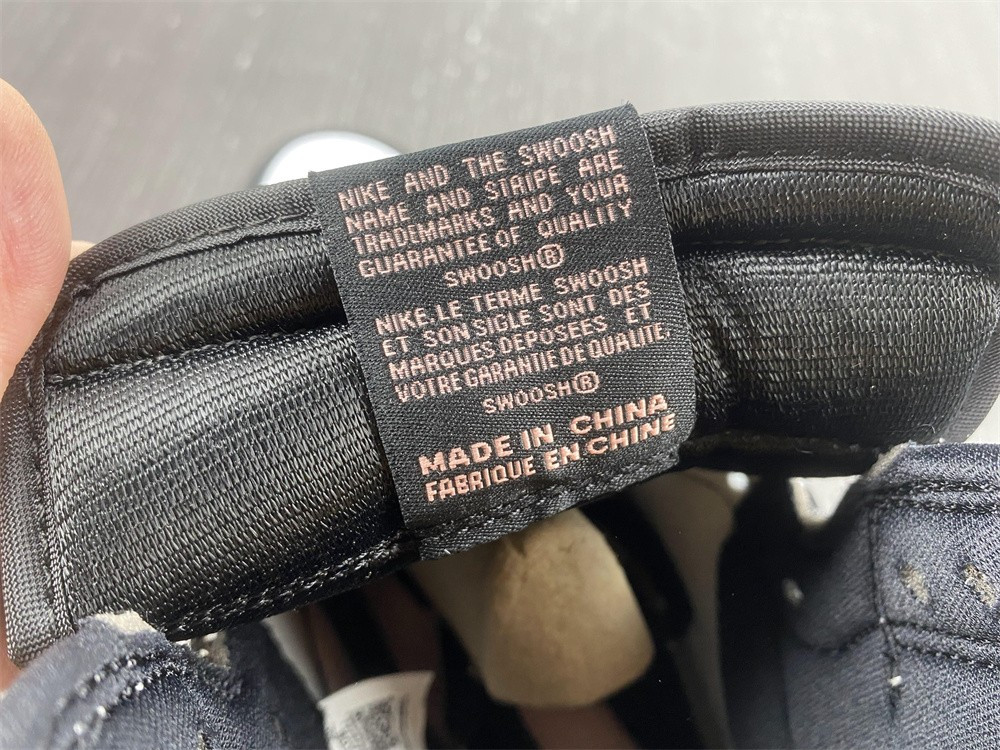 NIKE AND THE SWOOSH
NAME AND STRIPE ARE
TRADEMARKS AND YOUR
GUARANTEE OF QUALITY
SWOOSH®
NIKE, LE TERME SWOOSH
ET SON SIGLE SONT DES
MARQUES DEPOSEES ET
VOTRE GARANTIE DE QUALITE.
SWOOSH®
MADE IN CHINA
FABRIQUE EN CHINE